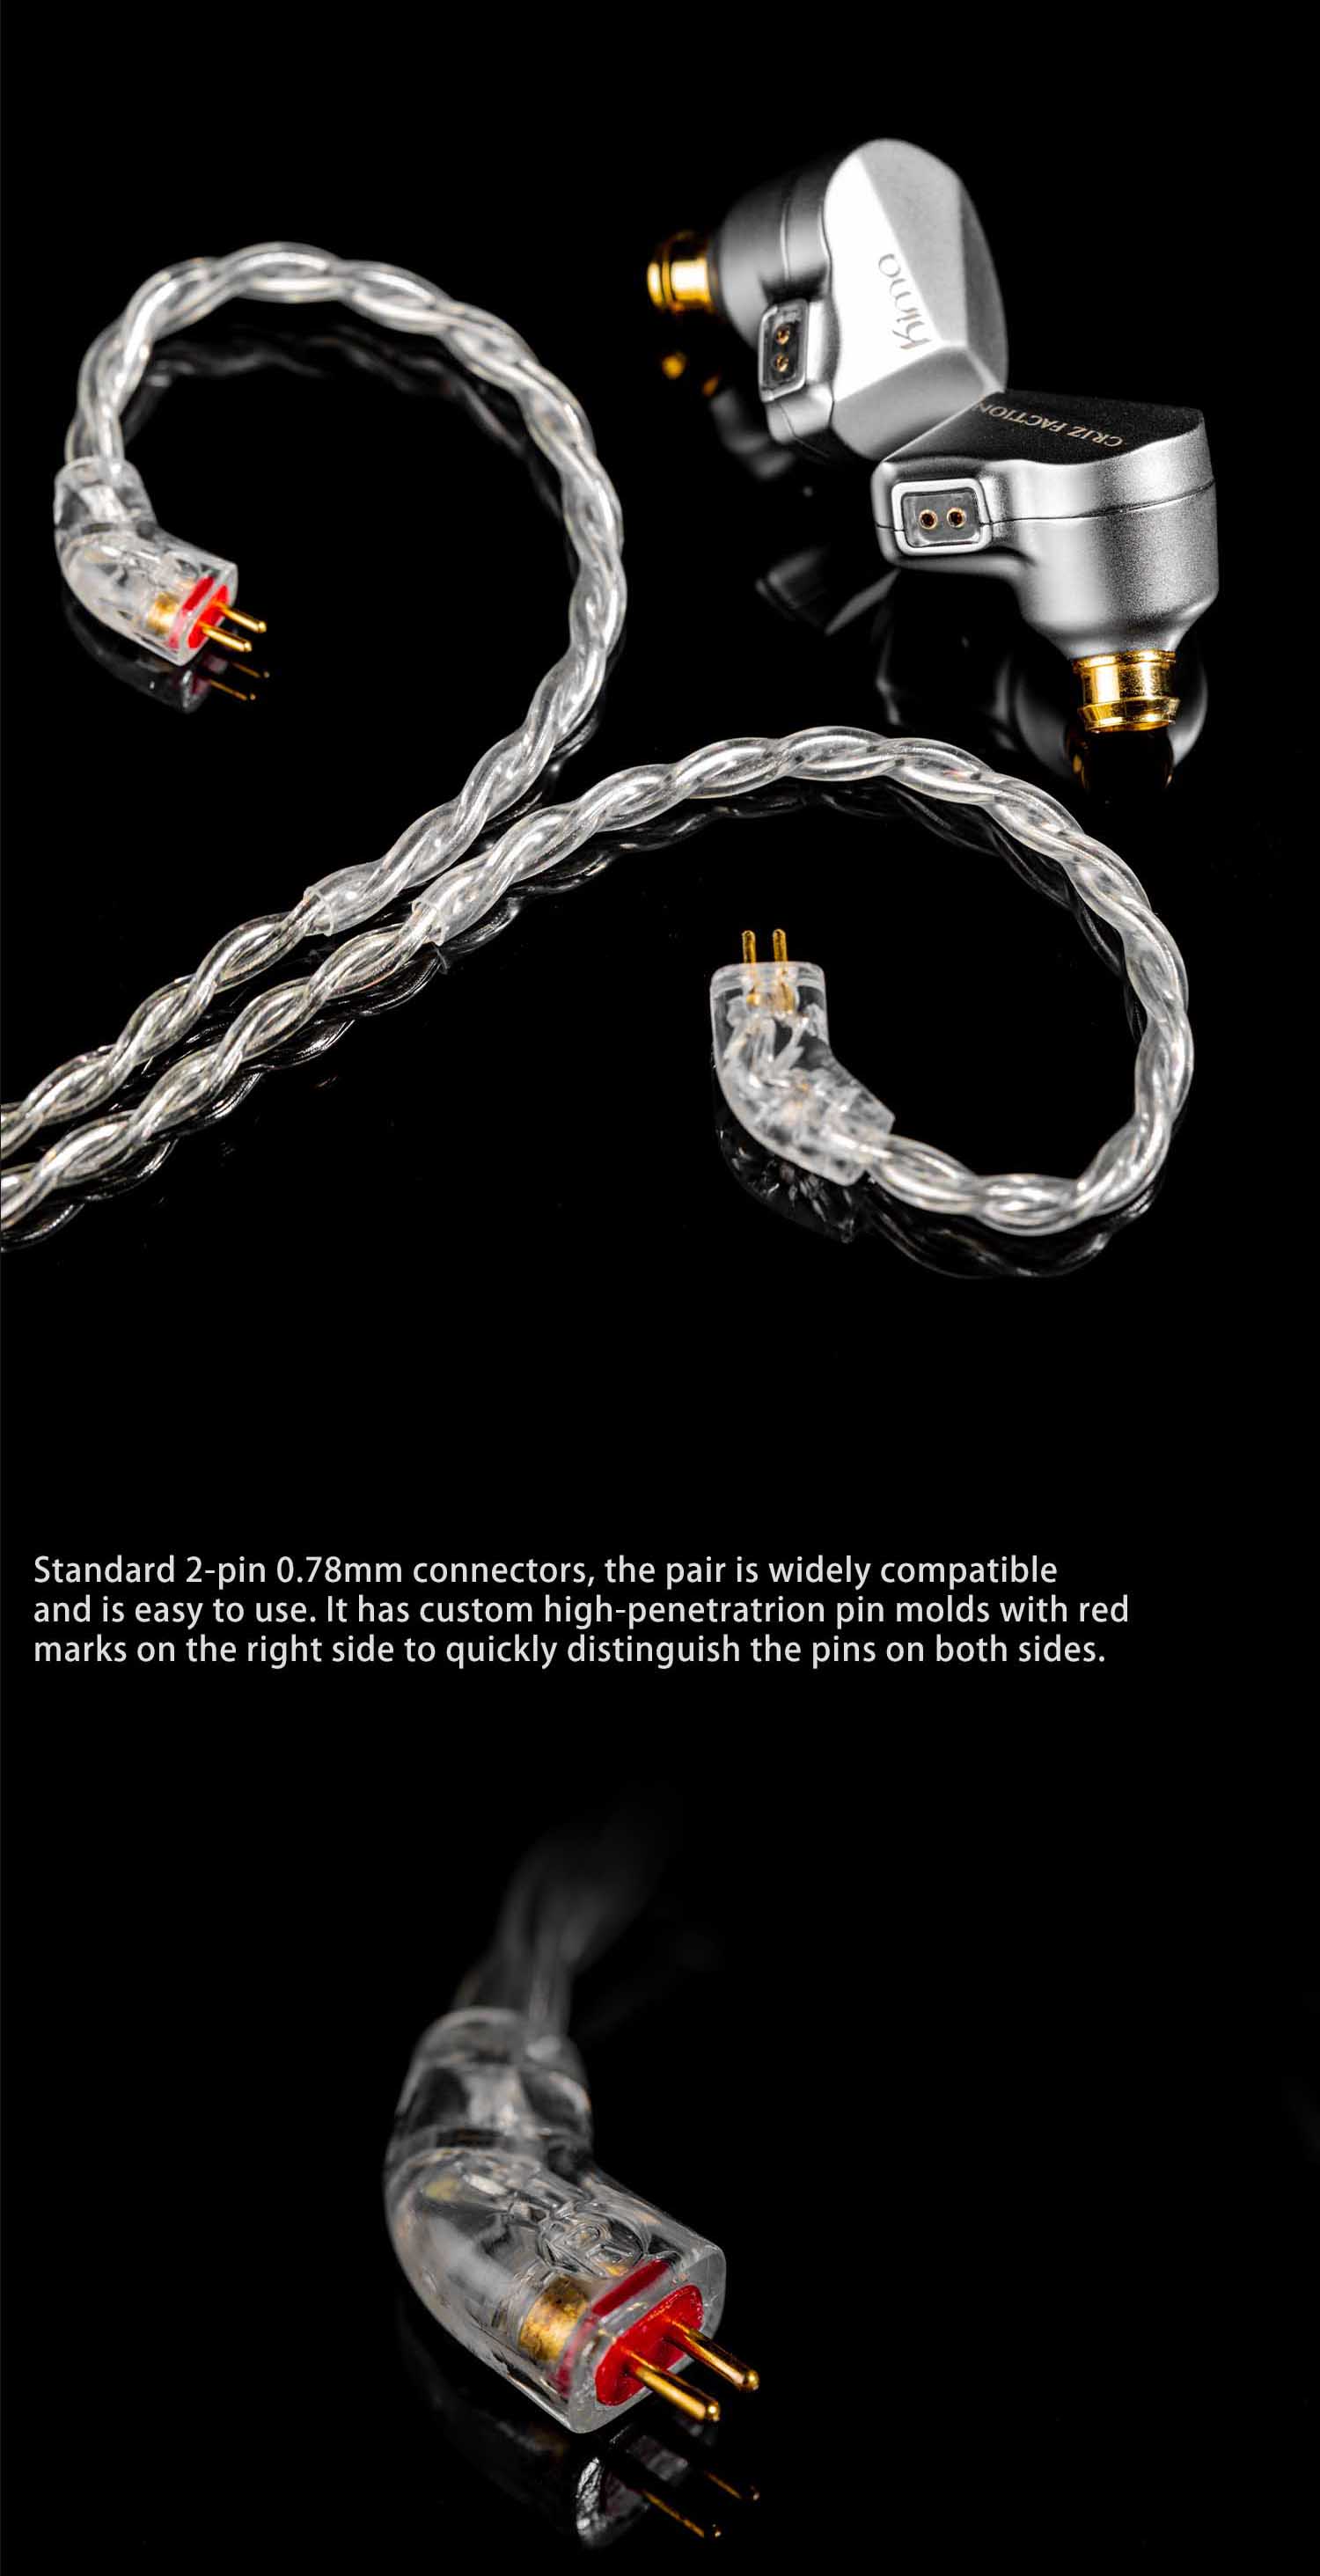 Kima
CRIZ FACTION
Standard 2-pin 0.78mm connectors, the pair is widely compatible
and is easy to use. It has custom high-penetratrion pin molds with red
marks on the right side to quickly distinguish the pins on both sides.
R